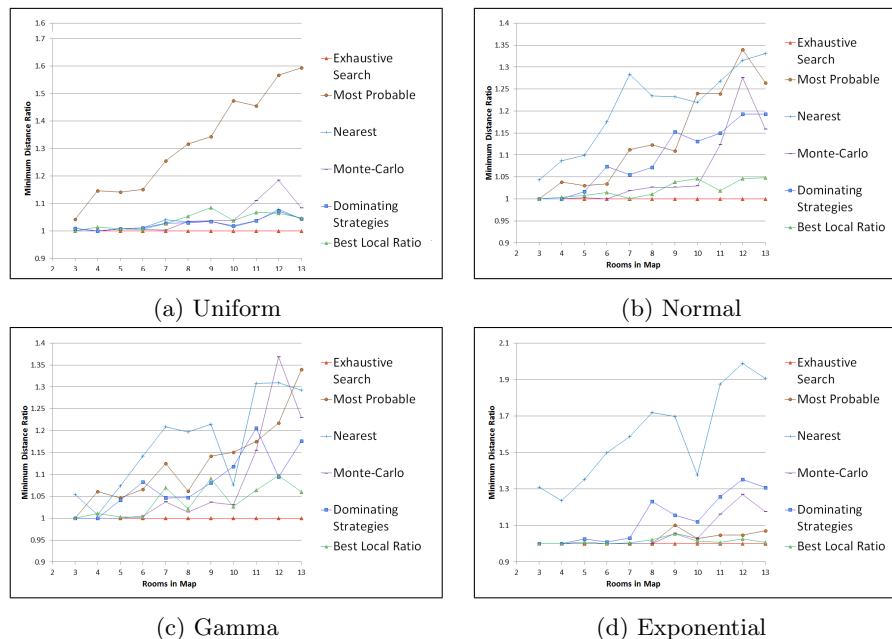 1.6
1.7
1.6
1.5
1.4
1.3
1.2
1.1
1
0.9
Minimum Distance Ratio
2 3 4 5 6 7 8 9 10 11 12 13
Rooms in Map
Exhaustive
Search
Most Probable
Nearest
Monte-Carlo
Dominating
Strategies
Best Local Ratio
(a) Uniform
1.4
1.35
1.3
1.25
1.2
1.15
1.1
1.05
1
0.95
0.9
Minimum Distance Ratio
2 3 4 5 6 7 8 9 10 11 12 13
Rooms in Map
Exhaustive
Search
Most Probable
Nearest
Monte-Carlo
Dominating
Strategies
Best Local Ratio
(b) Normal
1.4
1.35
1.3
1.25
1.2
1.15
1.1
1.05
1
0.95
0.9
Minimum Distance Ratio
2 3 4 5 6 7 8 9 10 11 12 13
Rooms in Map
Exhaustive
Search
Most Probable
Nearest
Monte-Carlo
Dominating
Strategies
Best Local Ratio
(c) Gamma
2.1
1.9
1.7
1.5
1.3
1.1
0.9
Minimum Distance Ratio
2 3 4 5 6 7 8 9 10 11 12 13
Rooms in Map
Exhaustive
Search
Most Probable
Nearest
Monte-Carlo
Dominating
Strategies
Best Local Ratio
(d) Exponential